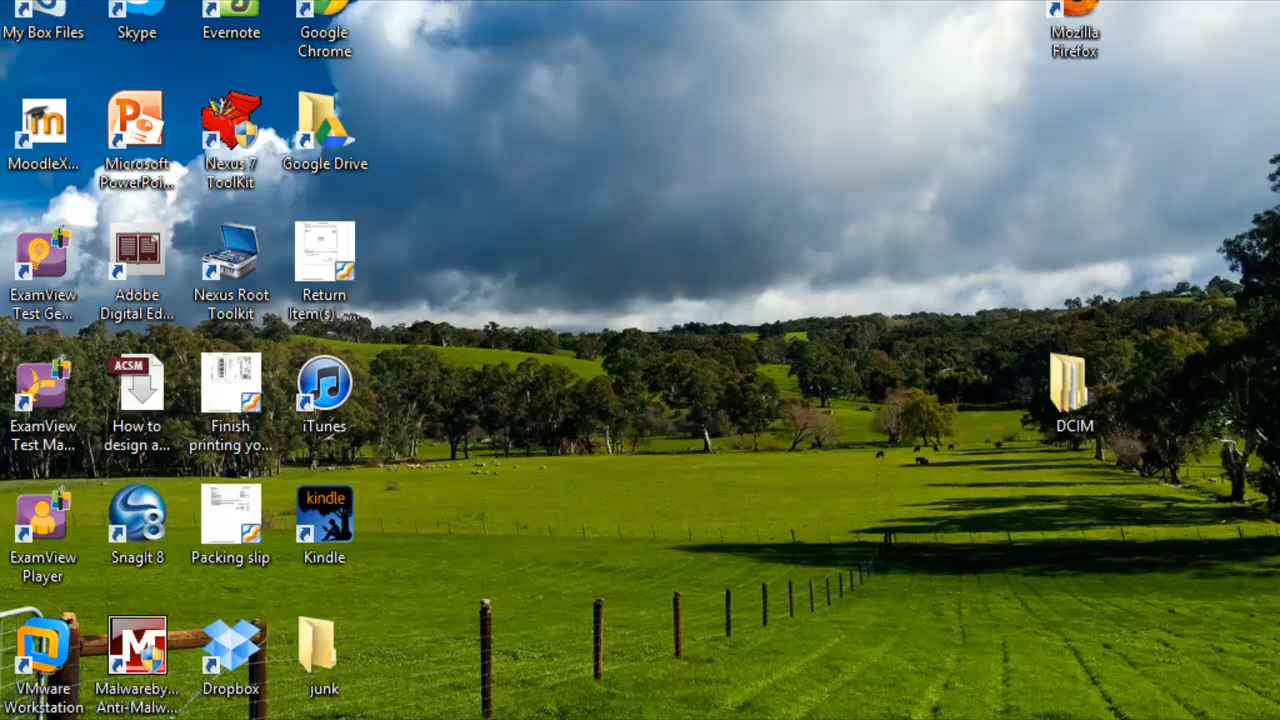 My Box Files
Skype
Evernote
Google
Chrome
Mozilla
Firefox
MoodleX...
Microsoft
PowerPoi...
Nexus 7
ToolKit
Google Drive
ExamView
Test Ge...
Adobe
Digital Ed...
Nexus Root
Toolkit
Return
Item(s) - ...
ExamView
Test Ma...
ACSM
How to
design a...
Finish
printing yo...
iTunes
DCIM
ExamView
Player
SnagIt 8
Packing slip
kindle
Kindle
VMware
Workstation
Malwareby...
Anti-Malw...
Dropbox
junk